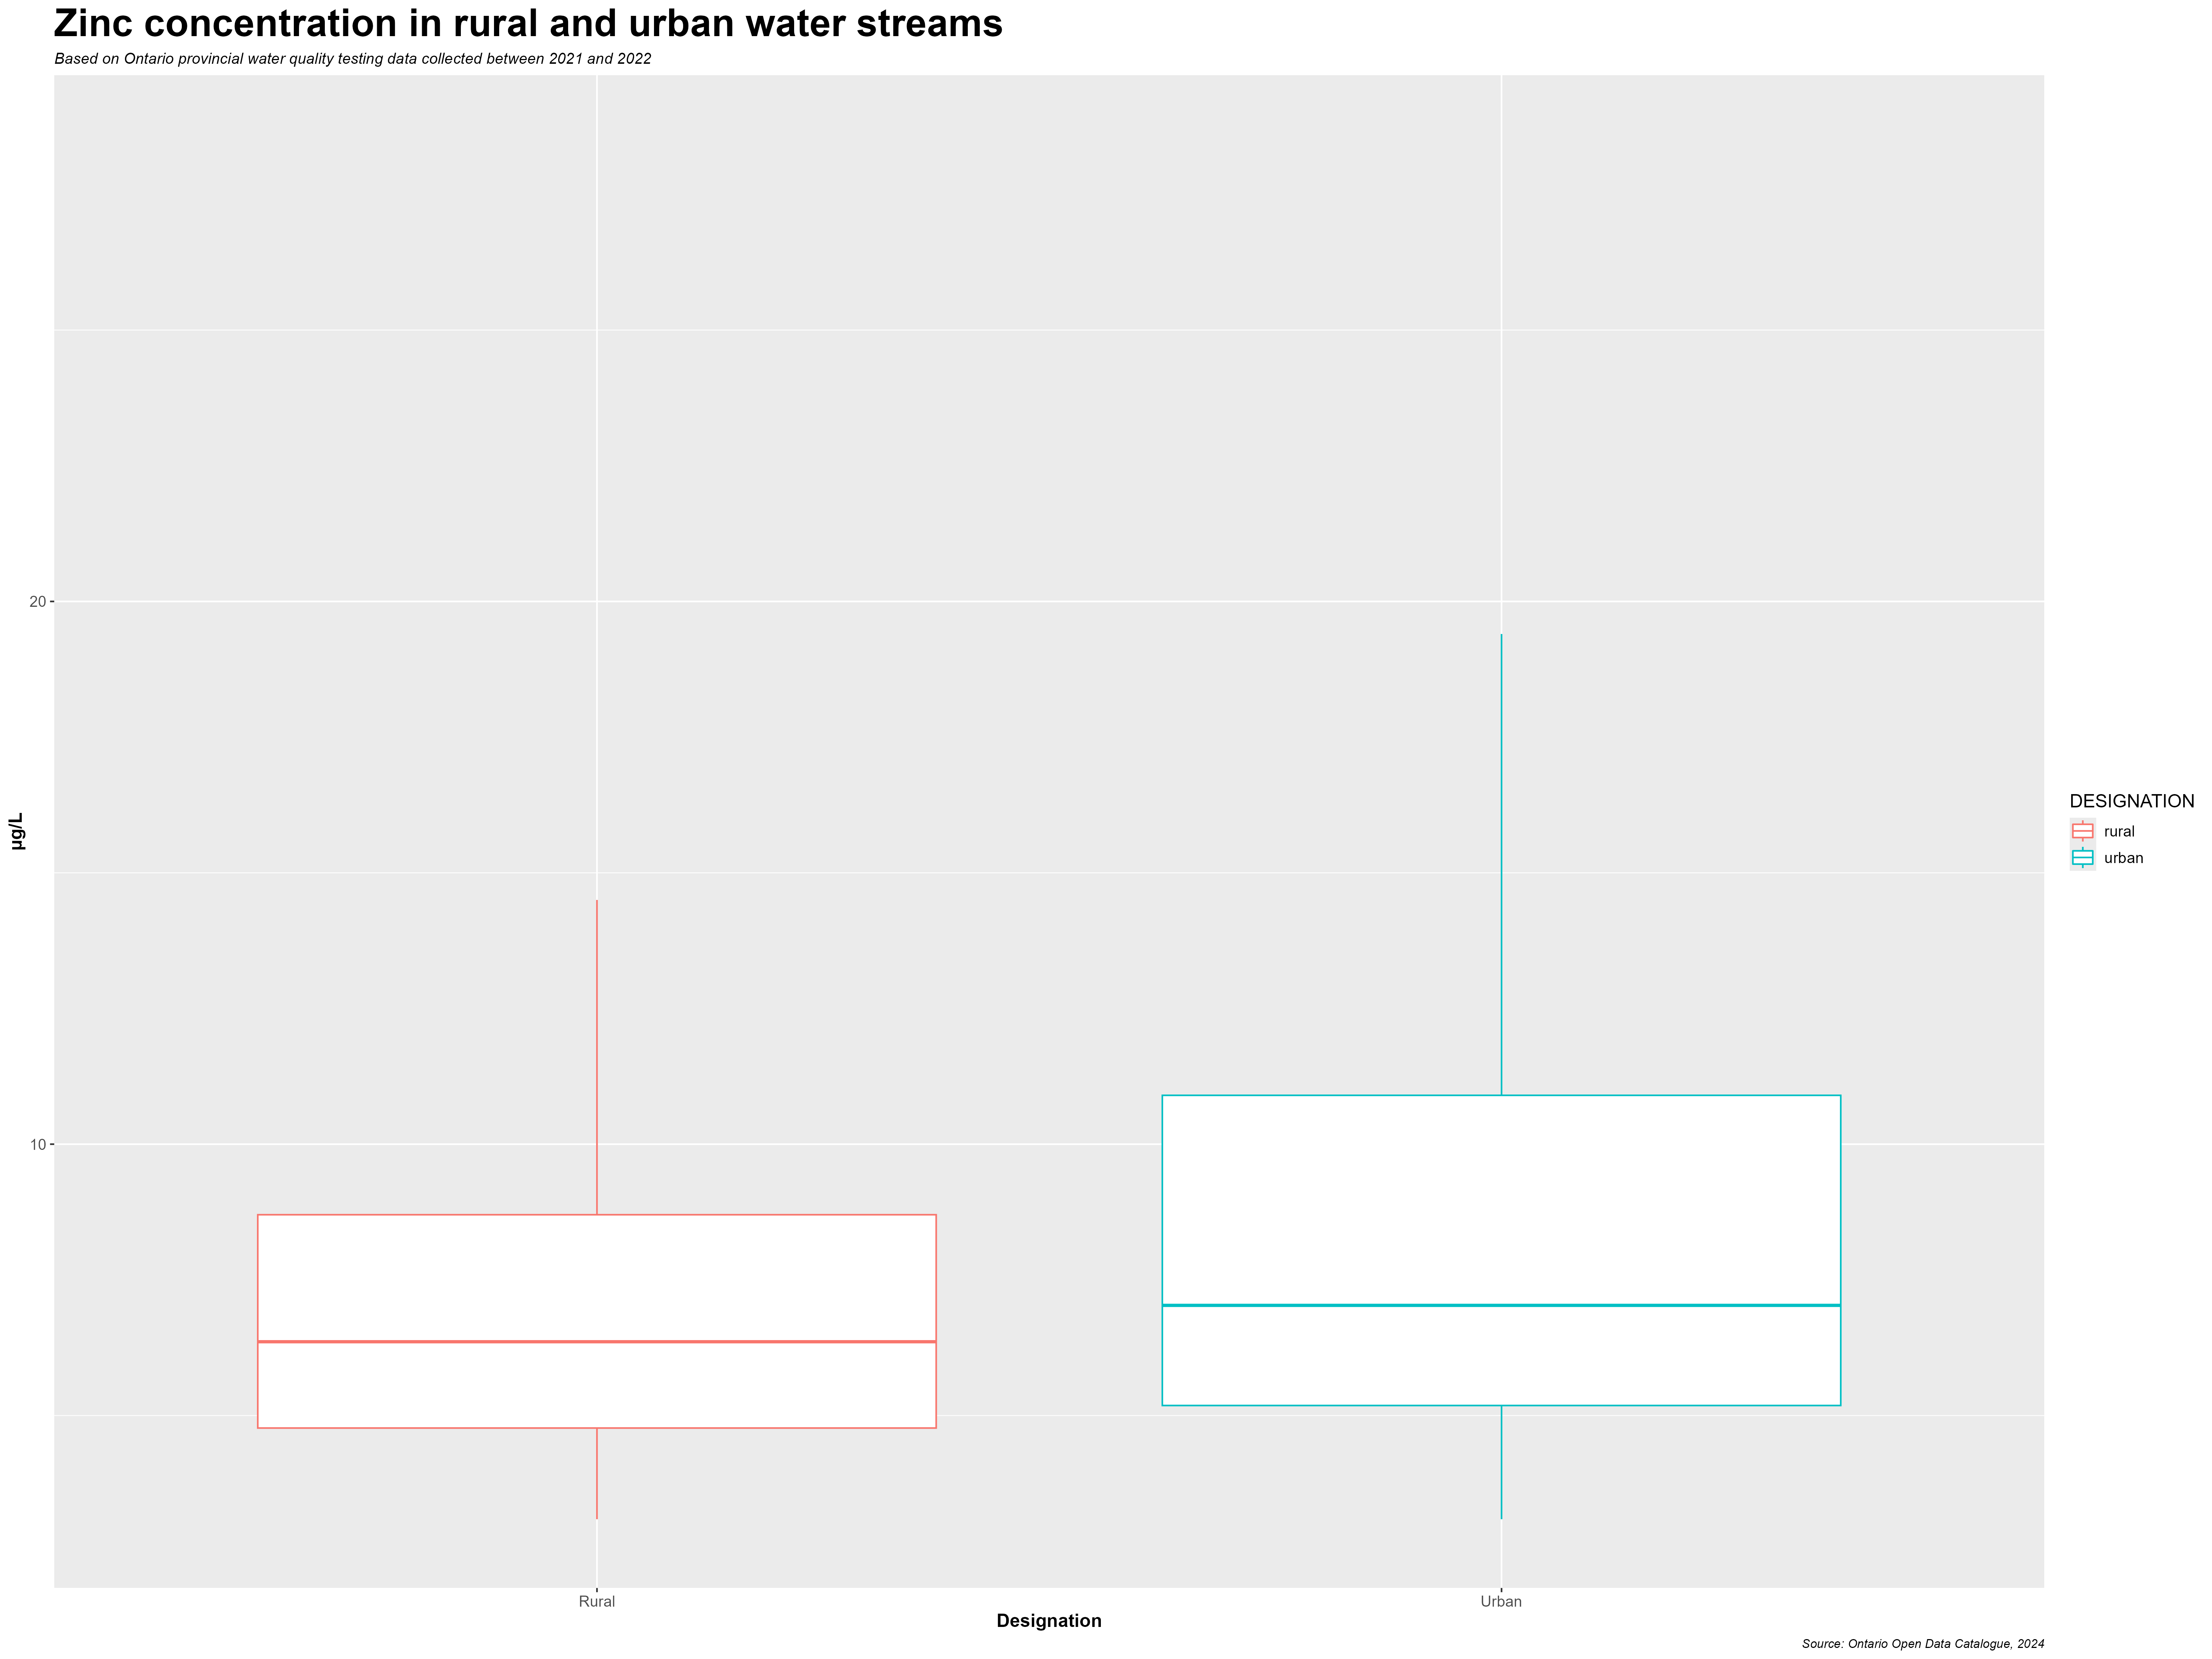 Zinc concentration in rural and urban water streams
Based on Ontario provincial water quality testing data collected between 2021 and 2022
µg/L
20
10
Rural
Urban
Designation
DESIGNATION
rural
urban
Source: Ontario Open Data Catalogue, 2024